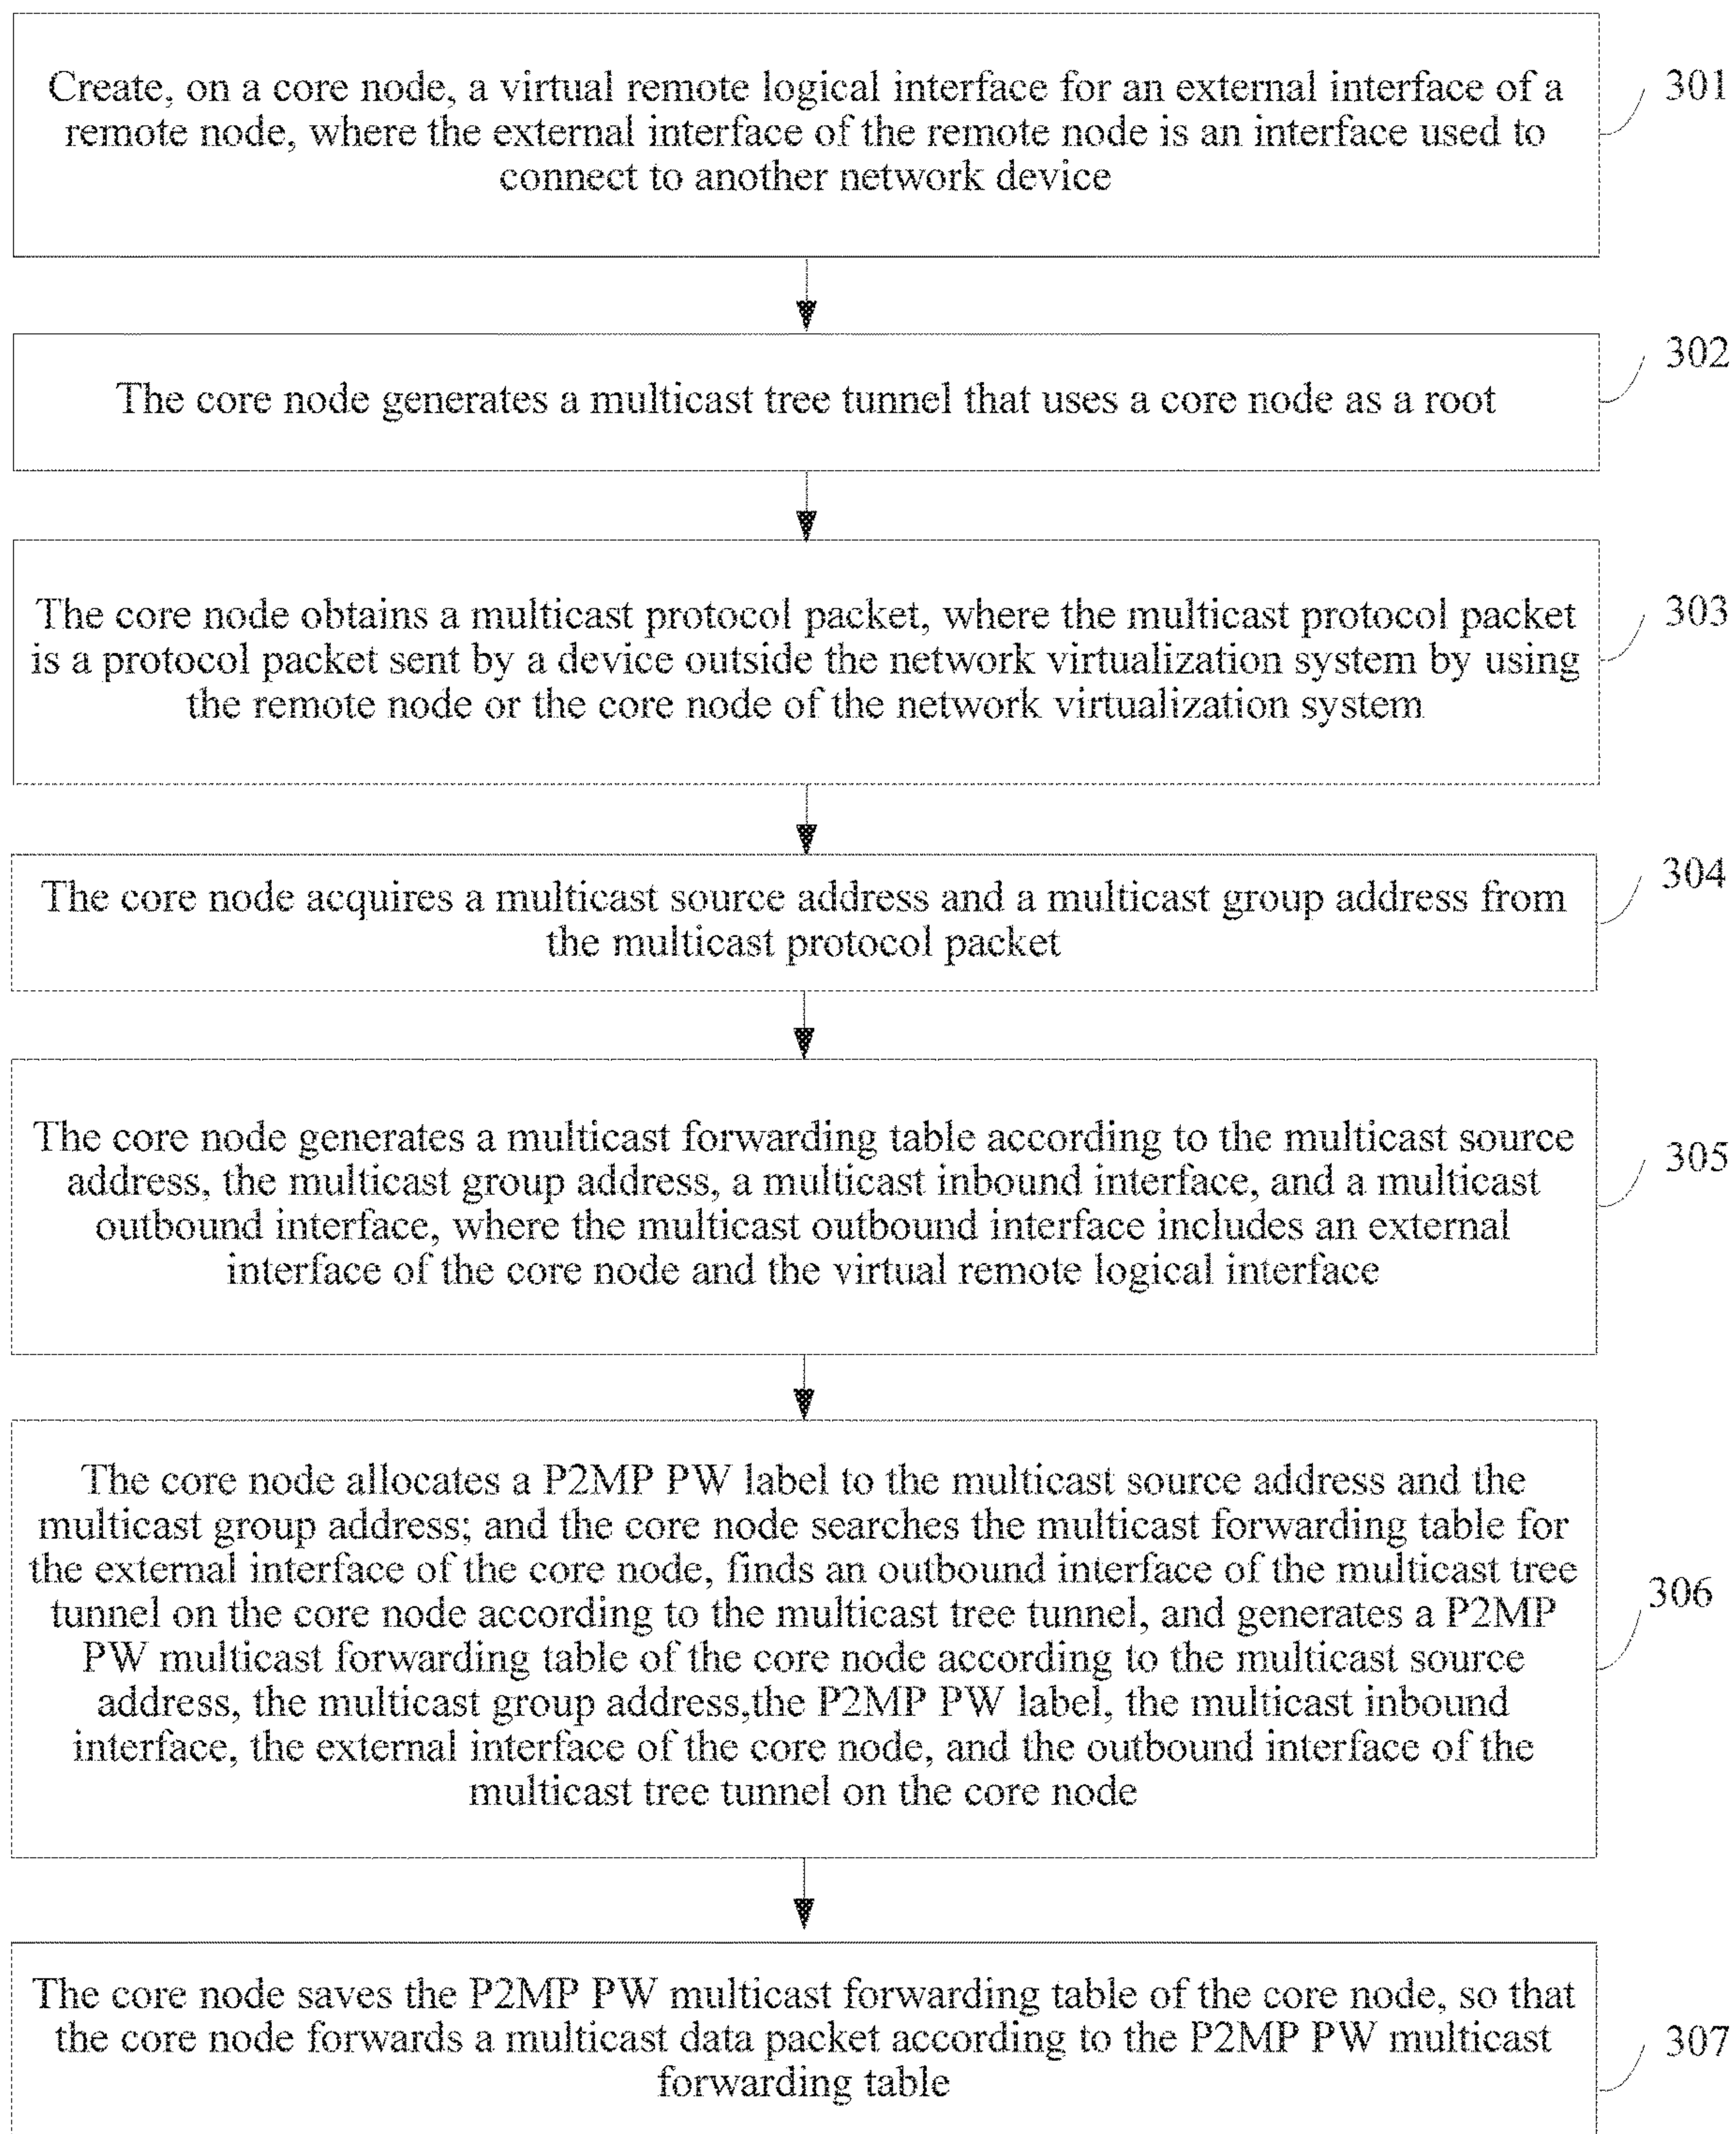 Create, on a core node, a virtual remote logical interface for an external interface of a
remote node, where the external interface of the remote node is an interface used to
connect to another network device
301
The core node generates a multicast tree tunnel that uses a core node as a root
302
The core node obtains a multicast protocol packet, where the multicast protocol packet
is a protocol packet sent by a device outside the network virtualization system by using
the remote node or the core node of the network virtualization system
303
The core node acquires a multicast source address and a multicast group address from
the multicast protocol packet
304
The core node generates a multicast forwarding table according to the multicast source
address, the multicast group address, a multicast inbound interface, and a multicast
outbound interface, where the multicast outbound interface includes an external
interface of the core node and the virtual remote logical interface
305
The core node allocates a P2MP PW label to the multicast source address and the
multicast group address; and the core node searches the multicast forwarding table for
the external interface of the core node, finds an outbound interface of the multicast tree
tunnel on the core node according to the multicast tree tunnel, and generates a P2MP
PW multicast forwarding table of the core node according to the multicast source
address, the multicast group address,the P2MP PW label, the multicast inbound
interface, the external interface of the core node, and the outbound interface of the
multicast tree tunnel on the core node
306
The core node saves the P2MP PW multicast forwarding table of the core node, so that
the core node forwards a multicast data packet according to the P2MP PW multicast
forwarding table
307